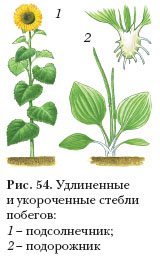 1
2
Рис. 54. Удлиненные
и укороченные стебли
побегов:
1 – подсолнечник;
2 – подорожник